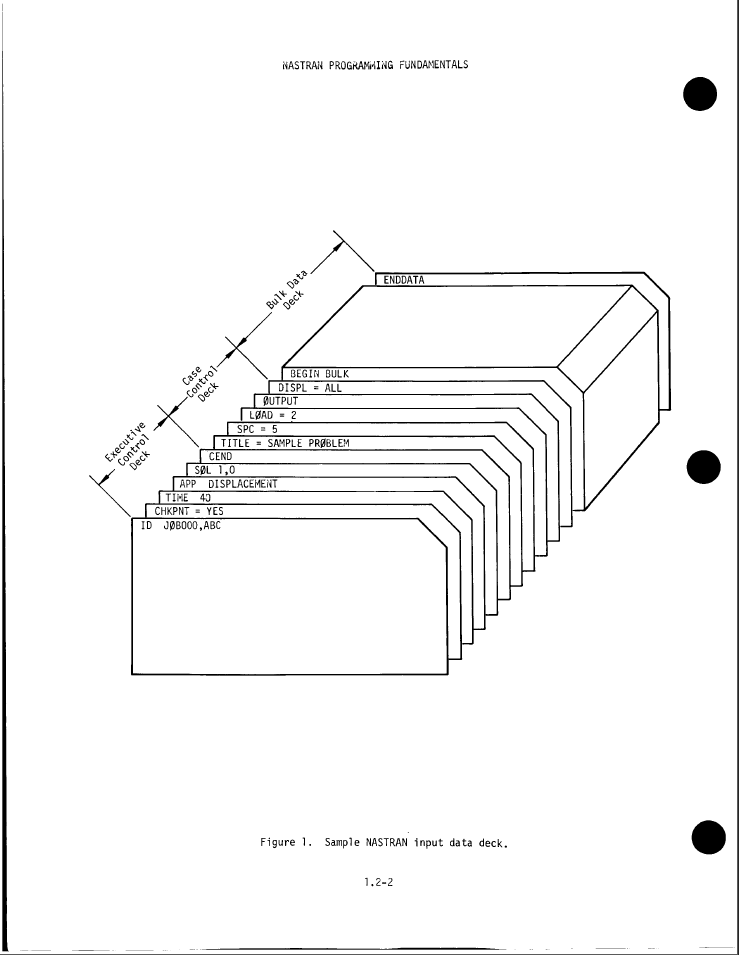 NASTRAN PROGRAMMING FUNDAMENTALS
ENDDATA
Bulk Data
Deck
BEGIN BULK
DISPL = ALL
ØUTPUT
Case
Control
Deck
LØAD = 2
SPC = 5
TITLE = SAMPLE PRØBLEM
Executive
Control
Deck
CEND
SØL 1,0
APP DISPLACEMENT
TIME 40
CHKPNT = YES
ID JØB000,ABC
Figure 1. Sample NASTRAN input data deck.
1.2-2